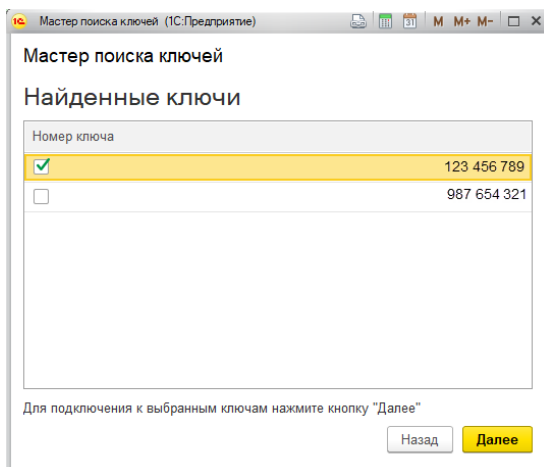 1С Мастер поиска ключей (1С:Предприятие) 31 M M+ M-
Мастер поиска ключей
Найденные ключи
Номер ключа
123 456 789
987 654 321
Для подключения к выбранным ключам нажмите кнопку "Далее"
Назад Далее